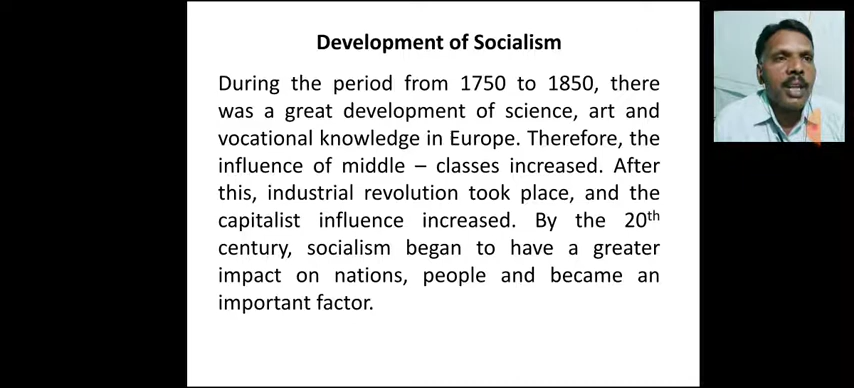 Development of Socialism
During the period from 1750 to 1850, there
was a great development of science, art and
vocational knowledge in Europe. Therefore, the
influence of middle – classes increased. After
this, industrial revolution took place, and the
capitalist influence increased. By the 20th
century, socialism began to have a greater
impact on nations, people and became an
important factor.